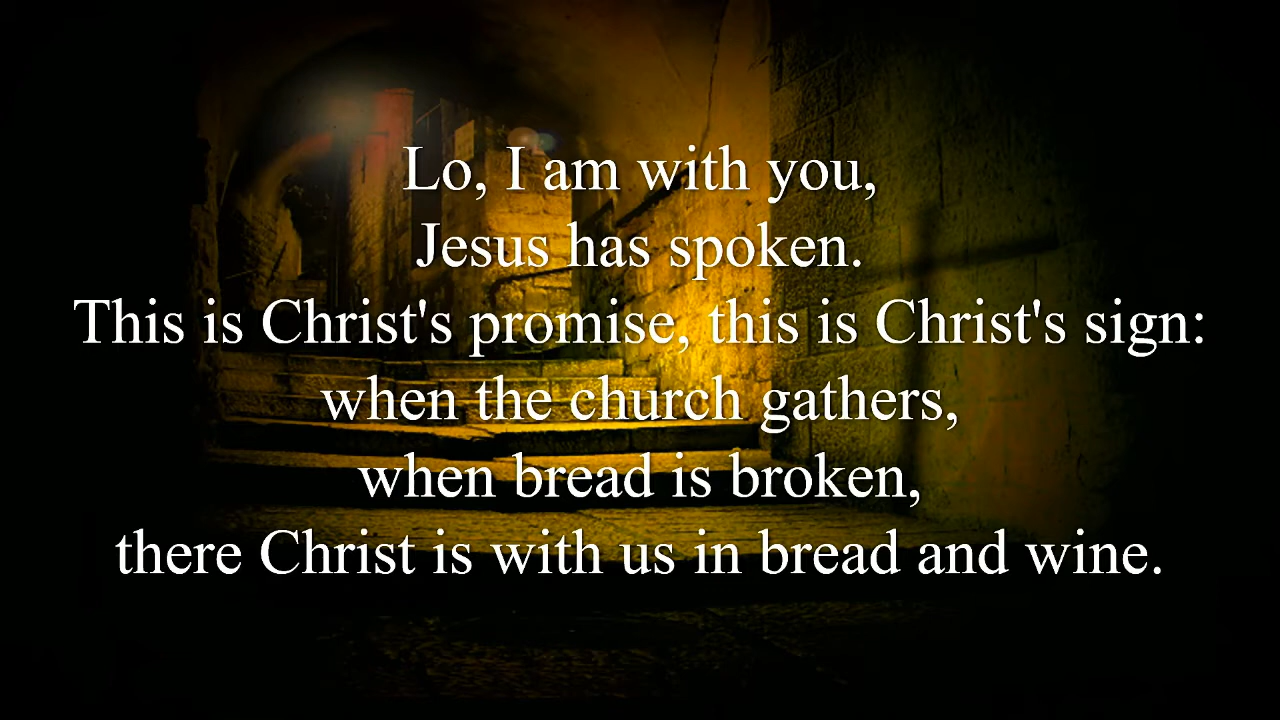 Lo, I am with you,
Jesus has spoken.
This is Christ's promise, this is Christ's sign:
when the church gathers,
when bread is broken,
there Christ is with us in bread and wine.